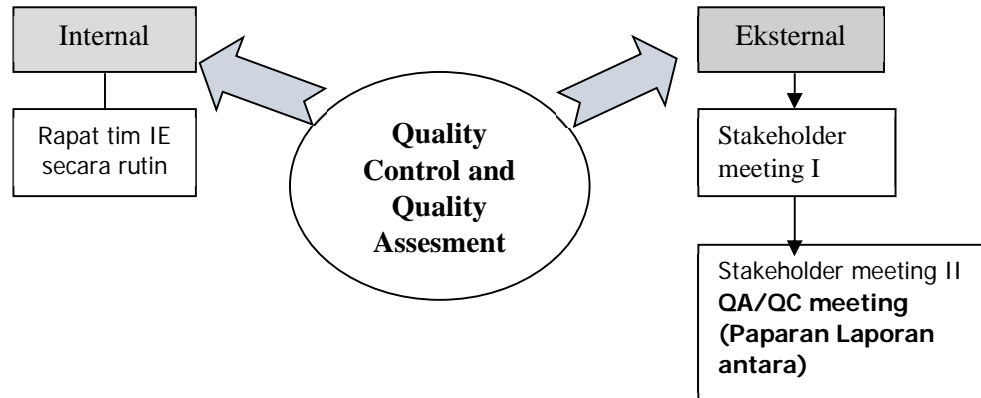 Internal
Rapat tim IE
secara rutin
Quality
Control and
Quality
Assesment
Eksternal
Stakeholder
meeting I
Stakeholder meeting II
QA/QC meeting
(Paparan Laporan
antara)